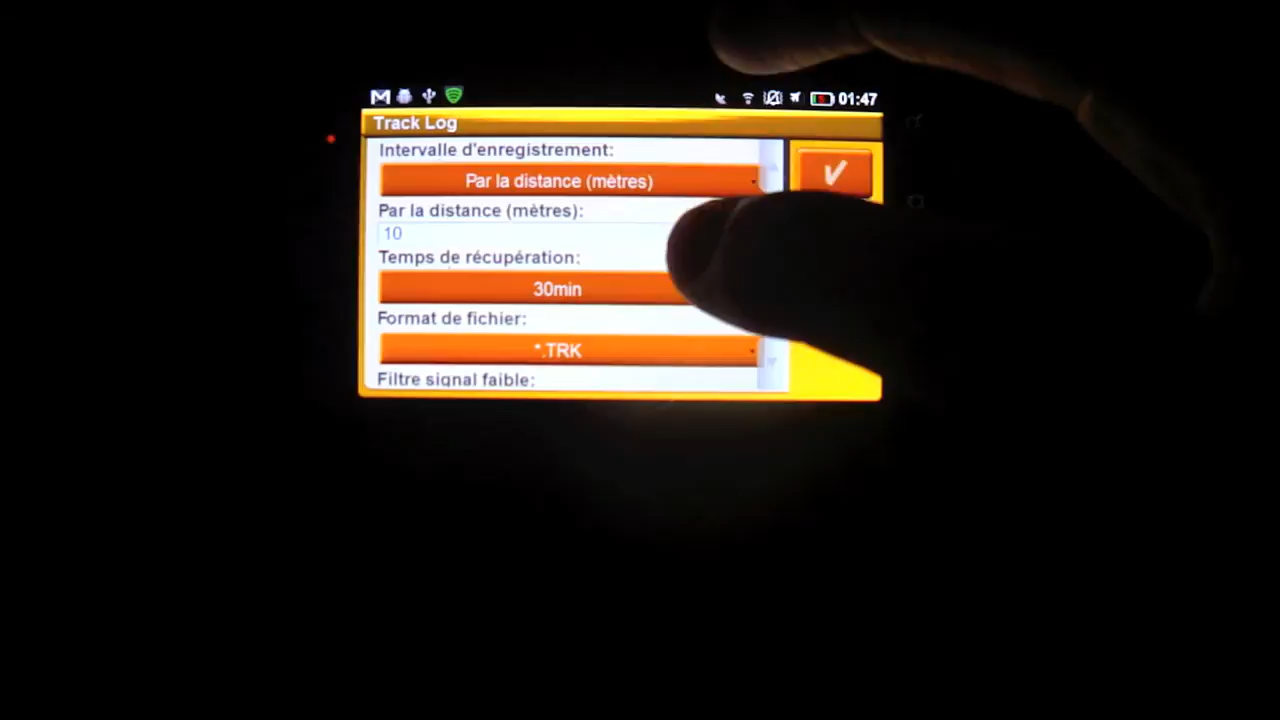 01:47
Track Log
Intervalle d'enregistrement:
Par la distance (mètres)
Par la distance (mètres):
10
Temps de récupération:
30min
Format de fichier:
*.TRK
Filtre signal faible: